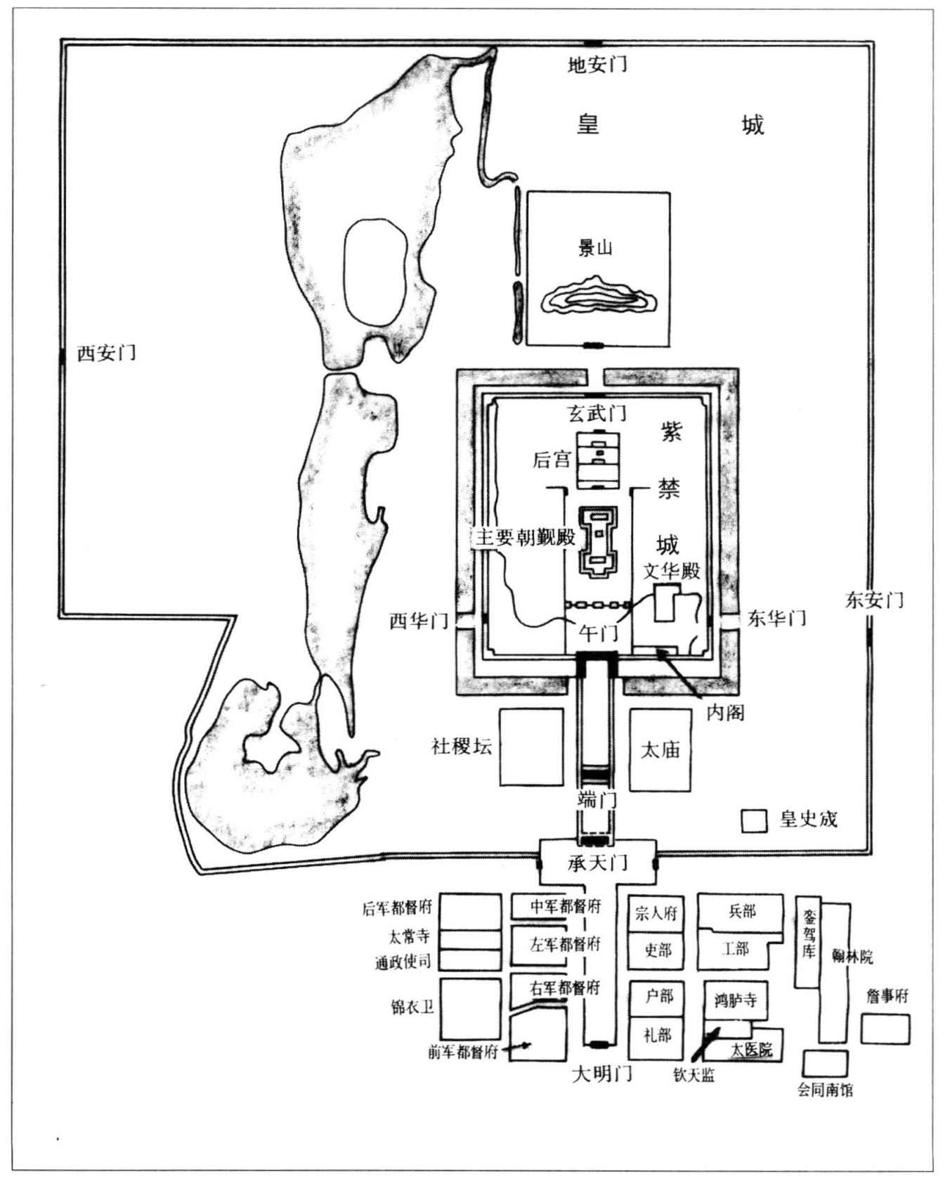 地安门
皇 城
景山
西安门
玄武门
紫
后宫
禁
主要朝觐殿
城
文华殿
东安门
西华门
午门
东华门
内阁
社稷坛
太庙
端门
皇史宬
承天门
后军都督府
中军都督府
宗人府
兵部
銮驾库
太常寺
左军都督府
吏部
工部
翰林院
通政使司
右军都督府
户部
鸿胪寺
詹事府
锦衣卫
礼部
前军都督府
太医院
大明门
钦天监
会同南馆